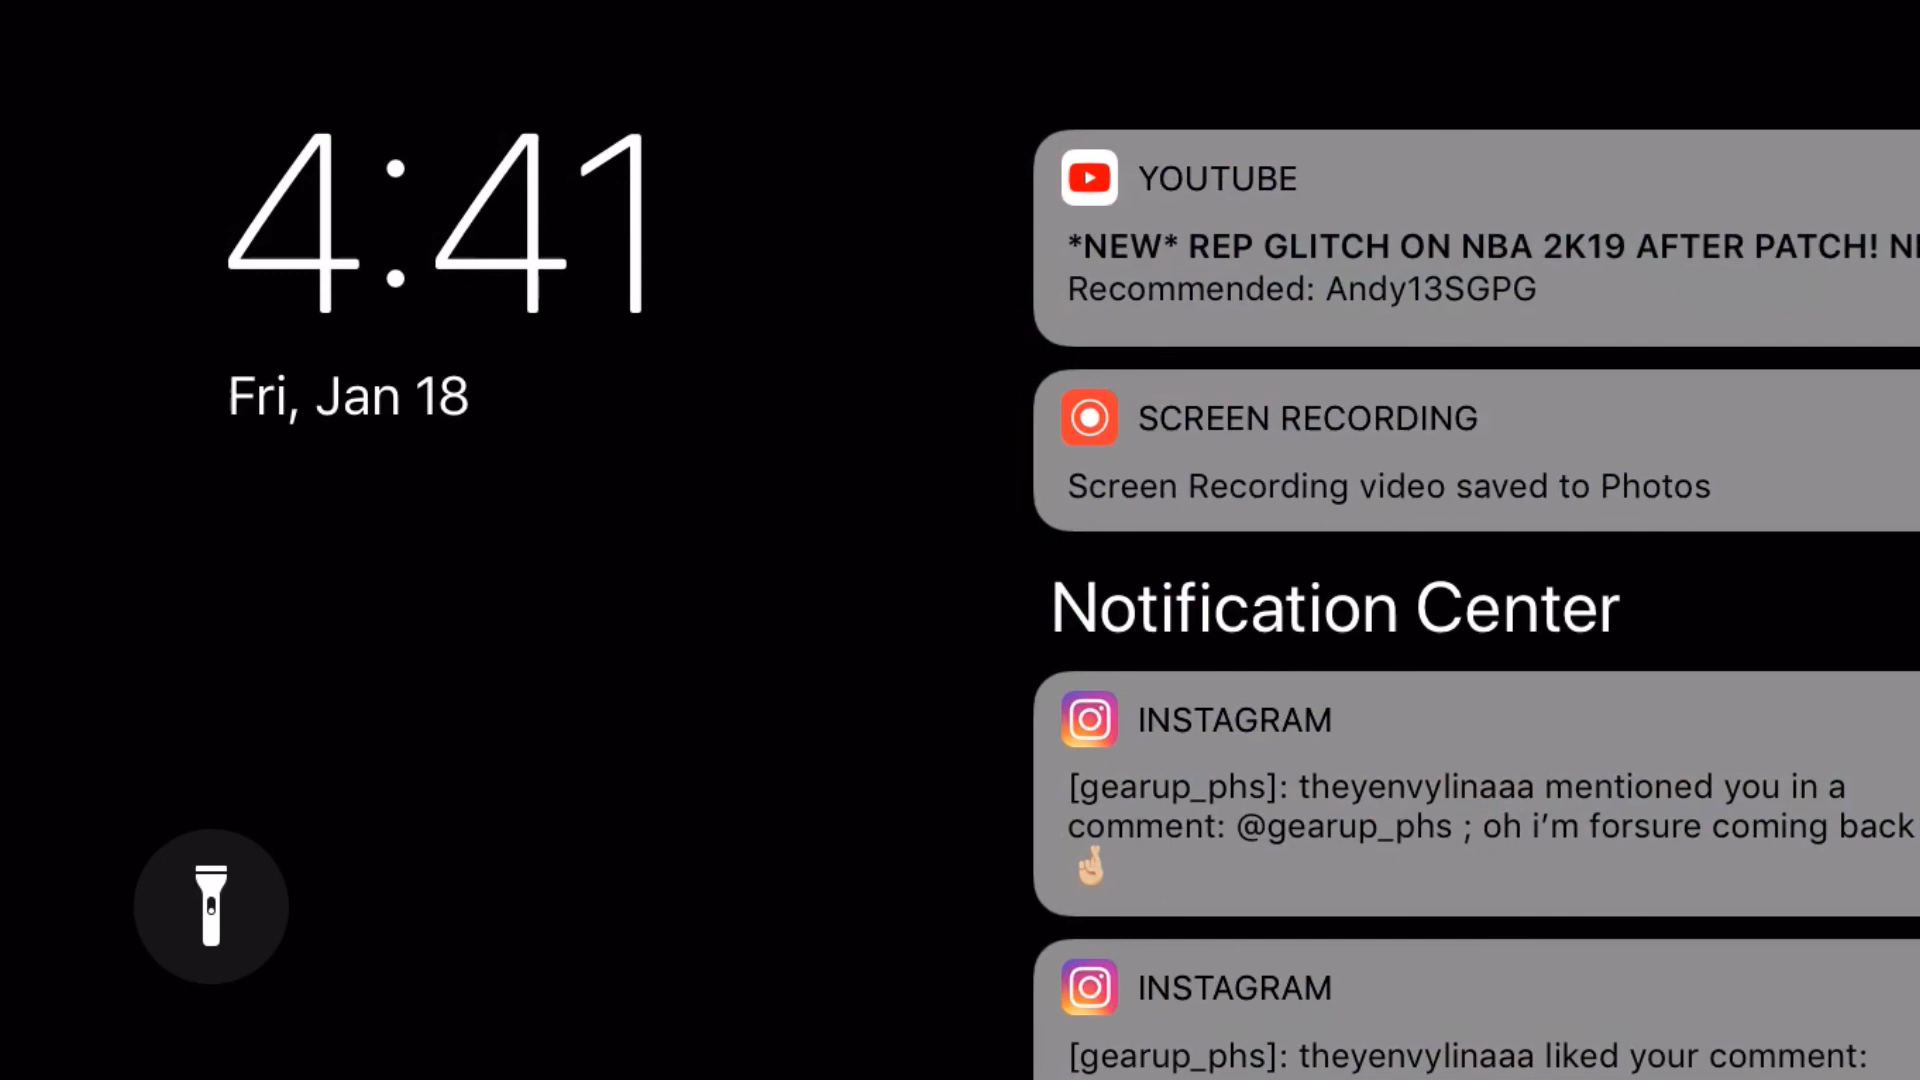 4:41
Fri, Jan 18
YOUTUBE
*NEW* REP GLITCH ON NBA 2K19 AFTER PATCH!
Recommended: Andy13SGPG
SCREEN RECORDING
Screen Recording video saved to Photos
Notification Center
INSTAGRAM
[gearup_phs]: theyenvylinaaa mentioned you in a
comment: @gearup_phs ; oh i’m forsure coming back
🤞🏼
INSTAGRAM
[gearup_phs]: theyenvylinaaa liked your comment: